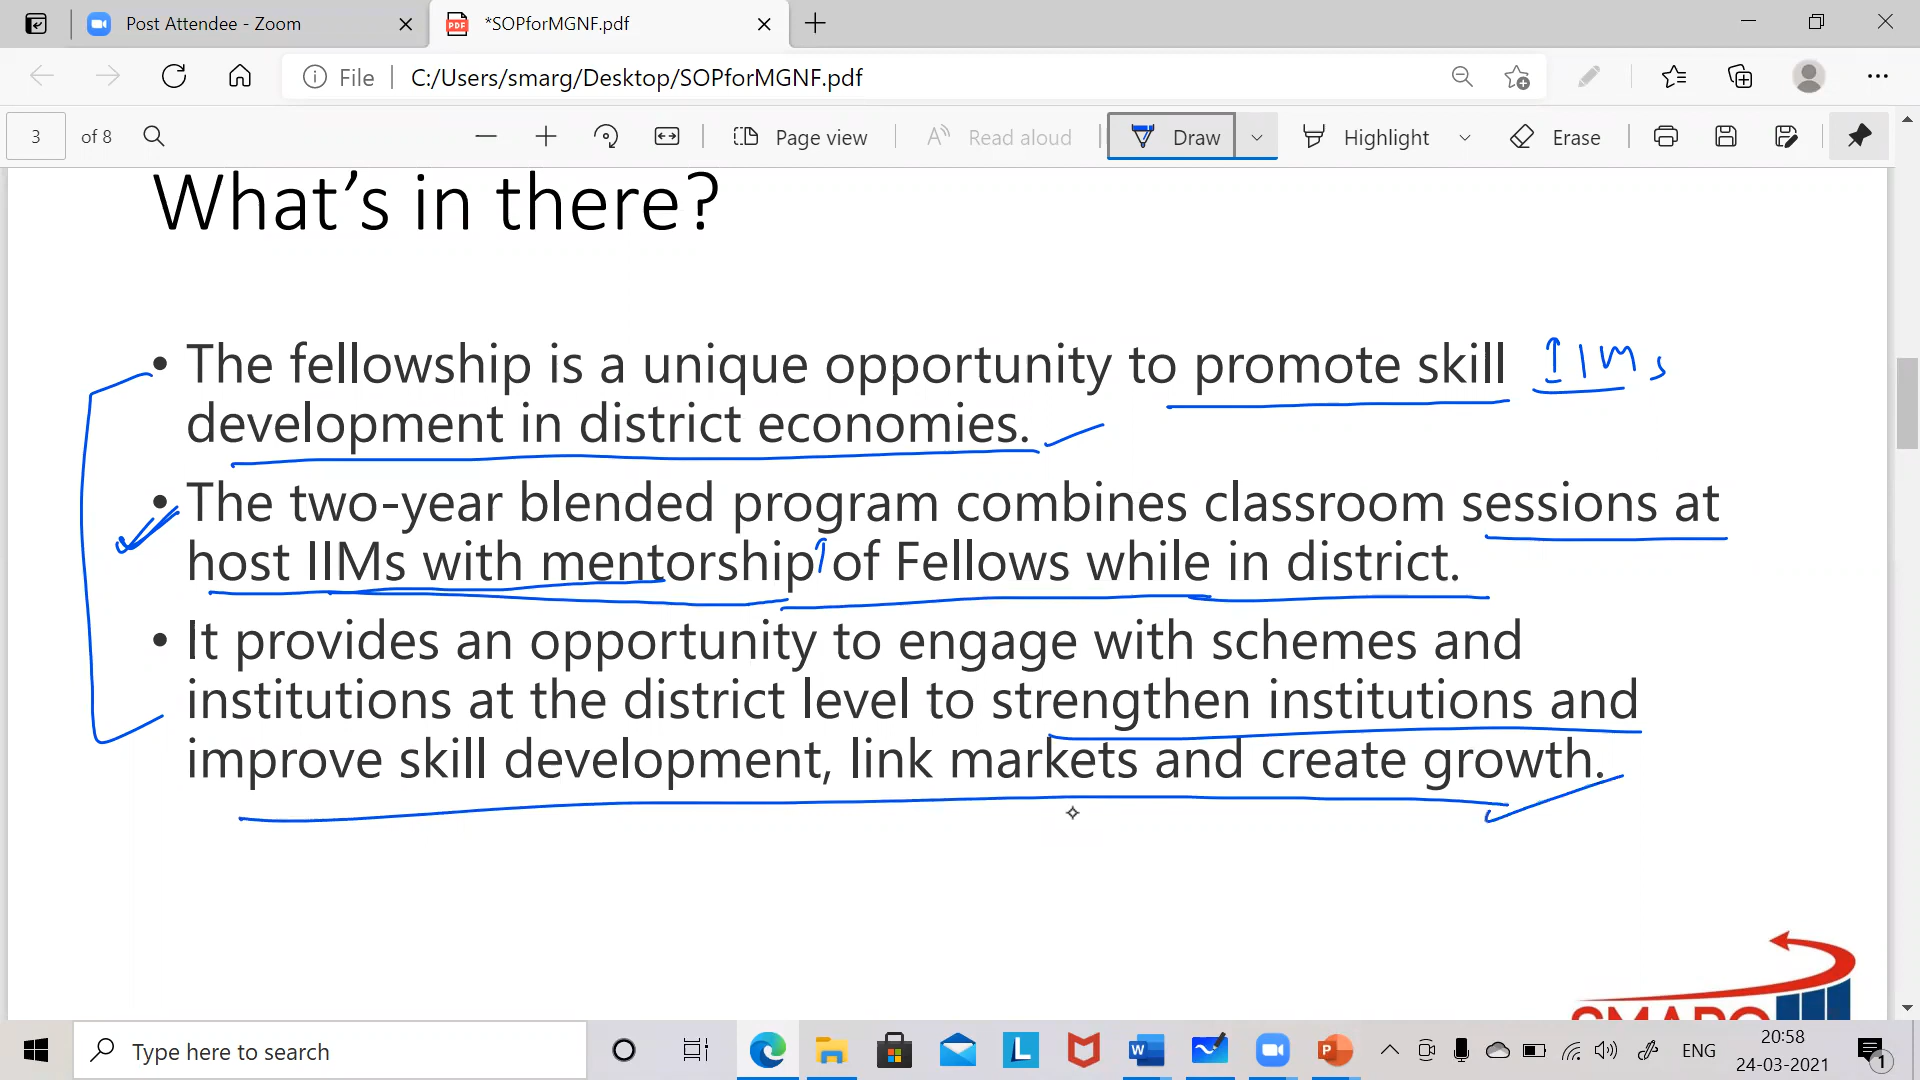 Post Attendee - Zoom
*SOPforMGNF.pdf
File
C:/Users/smarg/Desktop/SOPforMGNF.pdf
3 of 8
Page view
Read aloud
Draw
Highlight
Erase
What's in there?
• The fellowship is a unique opportunity to promote skill
IIMs
development in district economies.
• The two-year blended program combines classroom sessions at
host IIMs with mentorship of Fellows while in district.
• It provides an opportunity to engage with schemes and
institutions at the district level to strengthen institutions and
improve skill development, link markets and create growth.
Type here to search
ENG
20:58
24-03-2021
1